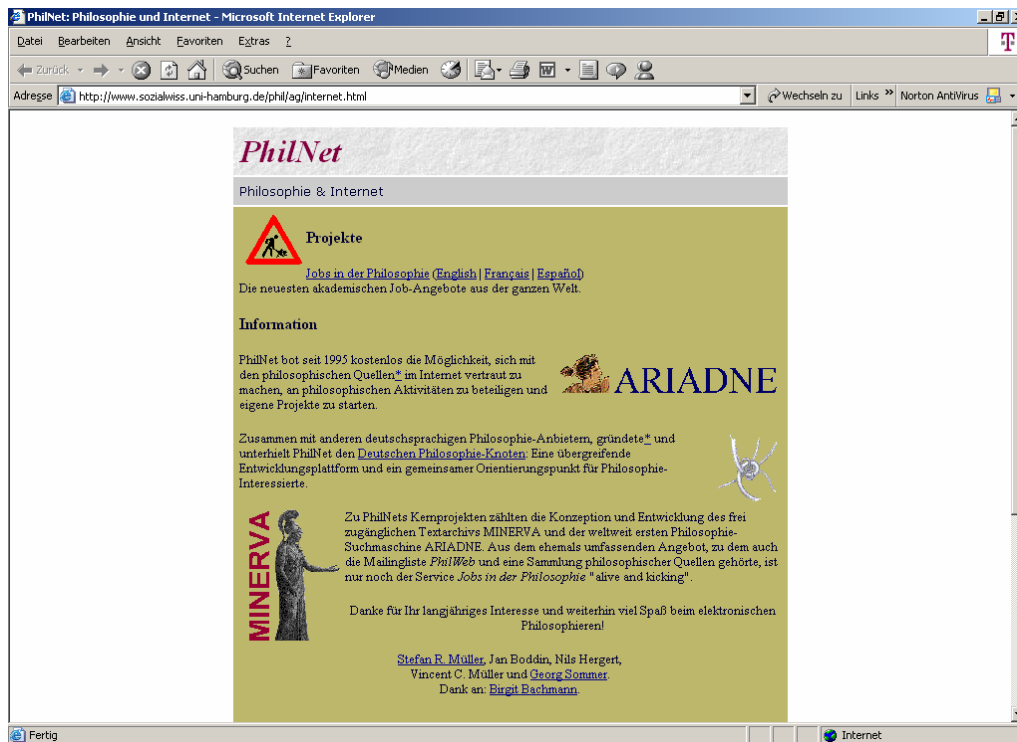 PhilNet: Philosophie und Internet - Microsoft Internet Explorer
Datei Bearbeiten Ansicht Favoriten Extras ?
Zurück Suchen Favoriten Medien
Adresse http://www.sozialwiss.uni-hamburg.de/phil/ag/internet.html Wechseln zu Links » Norton AntiVirus
PhilNet
Philosophie & Internet
Projekte
Jobs in der Philosophie (English | Français | Español)
Die neuesten akademischen Job-Angebote aus der ganzen Welt.
Information
PhilNet bot seit 1995 kostenlos die Möglichkeit, sich mit
den philosophischen Quellen* im Internet vertraut zu
machen, an philosophischen Aktivitäten zu beteiligen und
eigene Projekte zu starten.
ARIADNE
Zusammen mit anderen deutschsprachigen Philosophie-Anbietern, gründete* und
unterhielt PhilNet den Deutschen Philosophie-Knoten: Eine übergreifende
Entwicklungsplattform und ein gemeinsamer Orientierungspunkt für Philosophie-
Interessierte.
MINERVA
Zu PhilNets Kernprojekten zählten die Konzeption und Entwicklung des frei
zugänglichen Textarchivs MINERVA und der weltweit ersten Philosophie-
Suchmaschine ARIADNE. Aus dem ehemals umfassenden Angebot, zu dem auch
die Mailingliste PhilWeb und eine Sammlung philosophischer Quellen gehörte, ist
nur noch der Service Jobs in der Philosophie "alive and kicking".
Danke für Ihr langjähriges Interesse und weiterhin viel Spaß beim elektronischen
Philosophieren!
Stefan R. Müller, Jan Boddin, Nils Hergert,
Vincent C. Müller und Georg Sommer.
Dank an: Birgit Bachmann.
Fertig Internet